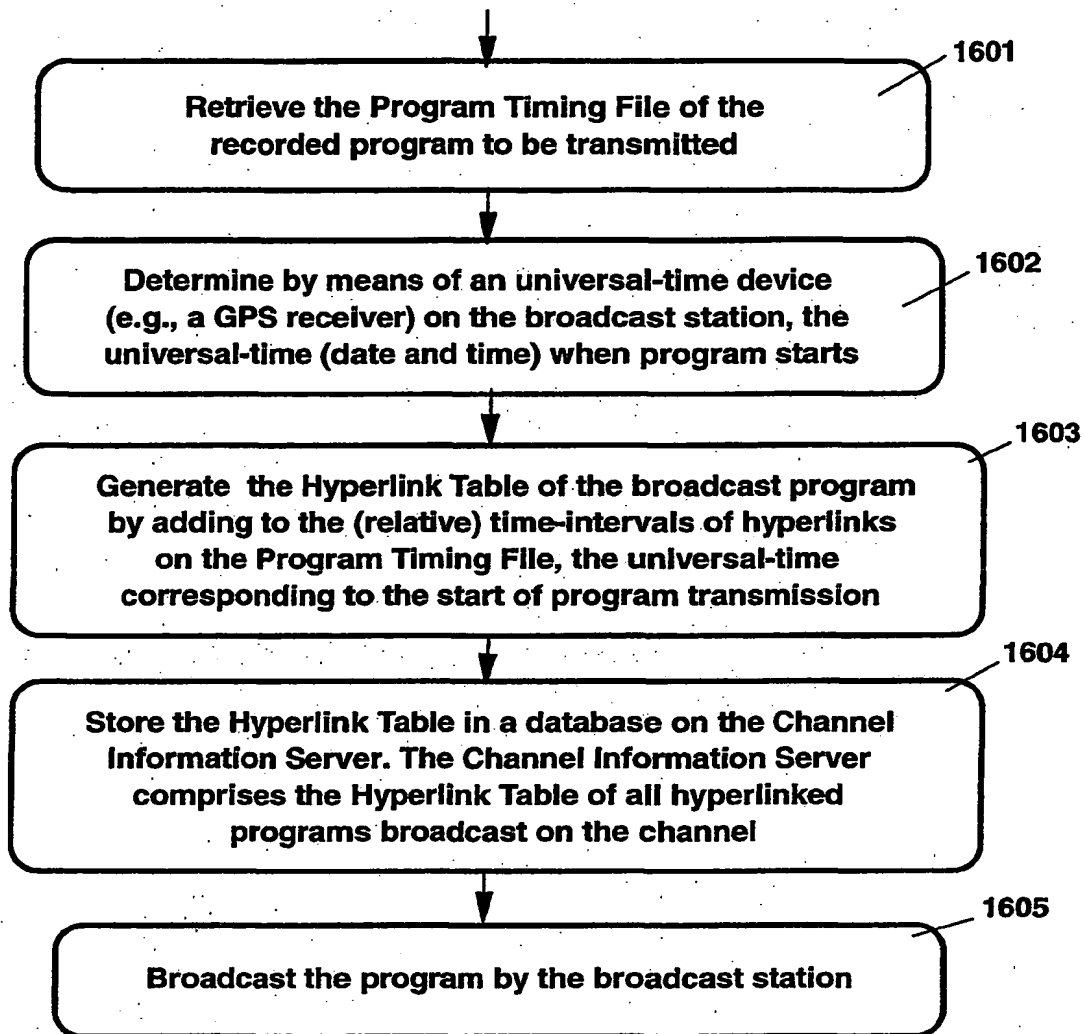 1601
Retrieve the Program Timing File of the
recorded program to be transmitted
1602
Determine by means of an universal-time device
(e.g., a GPS receiver) on the broadcast station, the
universal-time (date and time) when program starts
1603
Generate the Hyperlink Table of the broadcast program
by adding to the (relative) time-intervals of hyperlinks
on the Program Timing File, the universal-time
corresponding to the start of program transmission
1604
Store the Hyperlink Table in a database on the Channel
Information Server. The Channel Information Server
comprises the Hyperlink Table of all hyperlinked
programs broadcast on the channel
1605
Broadcast the program by the broadcast station